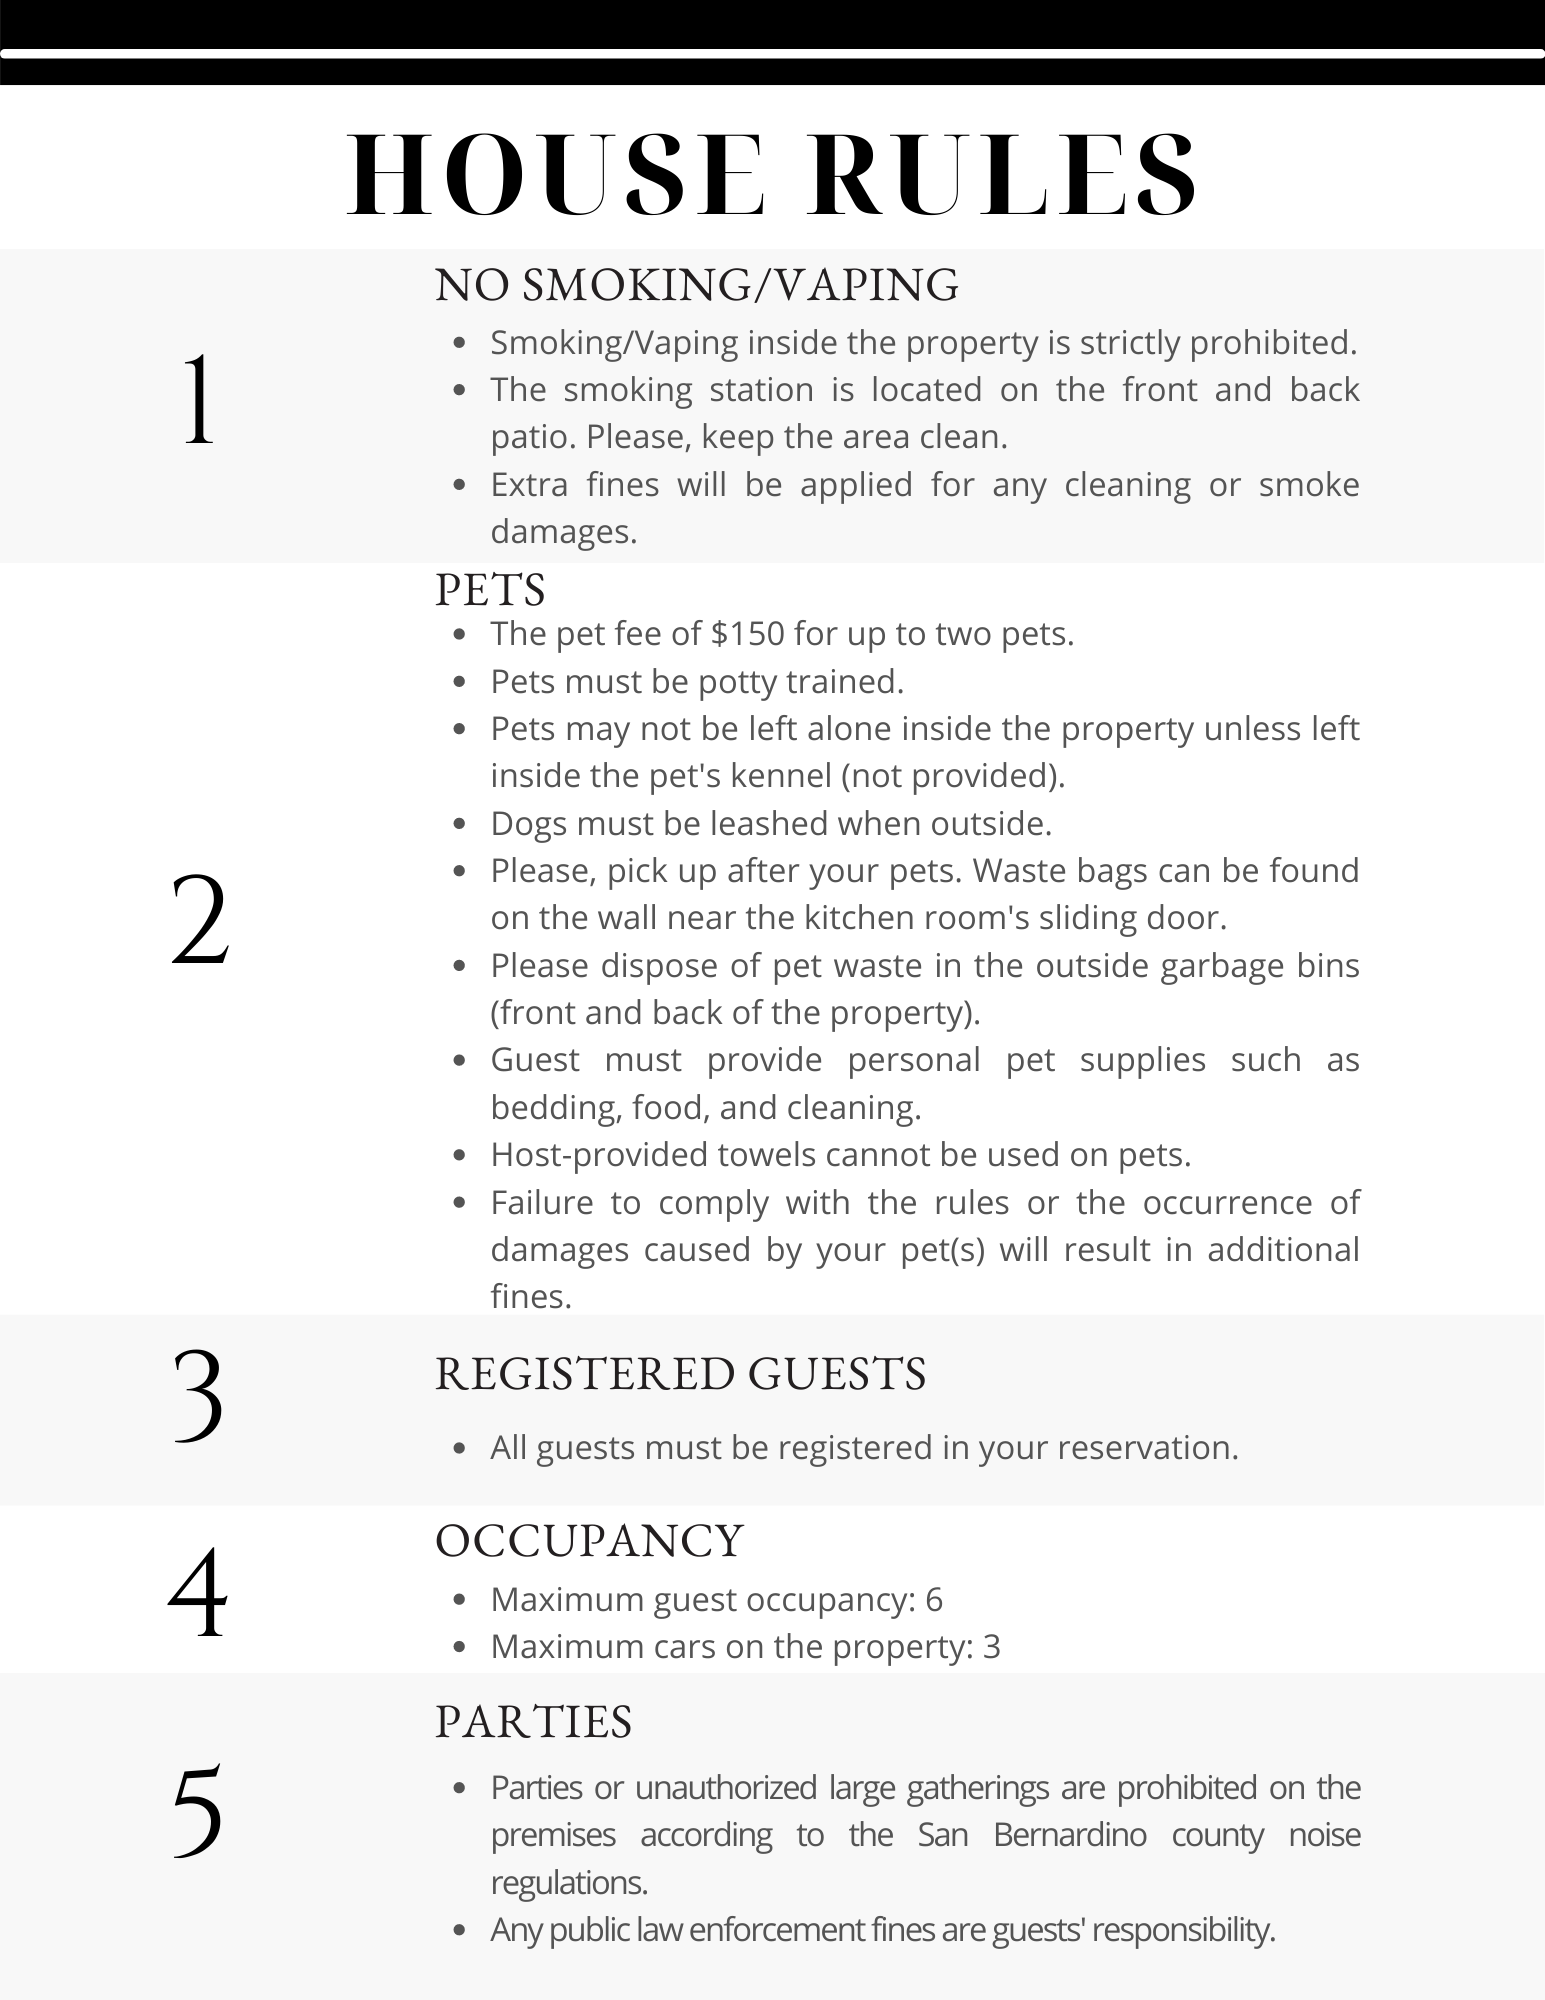 HOUSE RULES
1
NO SMOKING/VAPING
• Smoking/Vaping inside the property is strictly prohibited.
• The smoking station is located on the front and back
patio. Please, keep the area clean.
• Extra fines will be applied for any cleaning or smoke
damages.
2
PETS
• The pet fee of $150 for up to two pets.
• Pets must be potty trained.
• Pets may not be left alone inside the property unless left
inside the pet's kennel (not provided).
• Dogs must be leashed when outside.
• Please, pick up after your pets. Waste bags can be found
on the wall near the kitchen room's sliding door.
• Please dispose of pet waste in the outside garbage bins
(front and back of the property).
• Guest must provide personal pet supplies such as
bedding, food, and cleaning.
• Host-provided towels cannot be used on pets.
• Failure to comply with the rules or the occurrence of
damages caused by your pet(s) will result in additional
fines.
3
REGISTERED GUESTS
• All guests must be registered in your reservation.
4
OCCUPANCY
• Maximum guest occupancy: 6
• Maximum cars on the property: 3
5
PARTIES
• Parties or unauthorized large gatherings are prohibited on the
premises according to the San Bernardino county noise
regulations.
• Any public law enforcement fines are guests' responsibility.